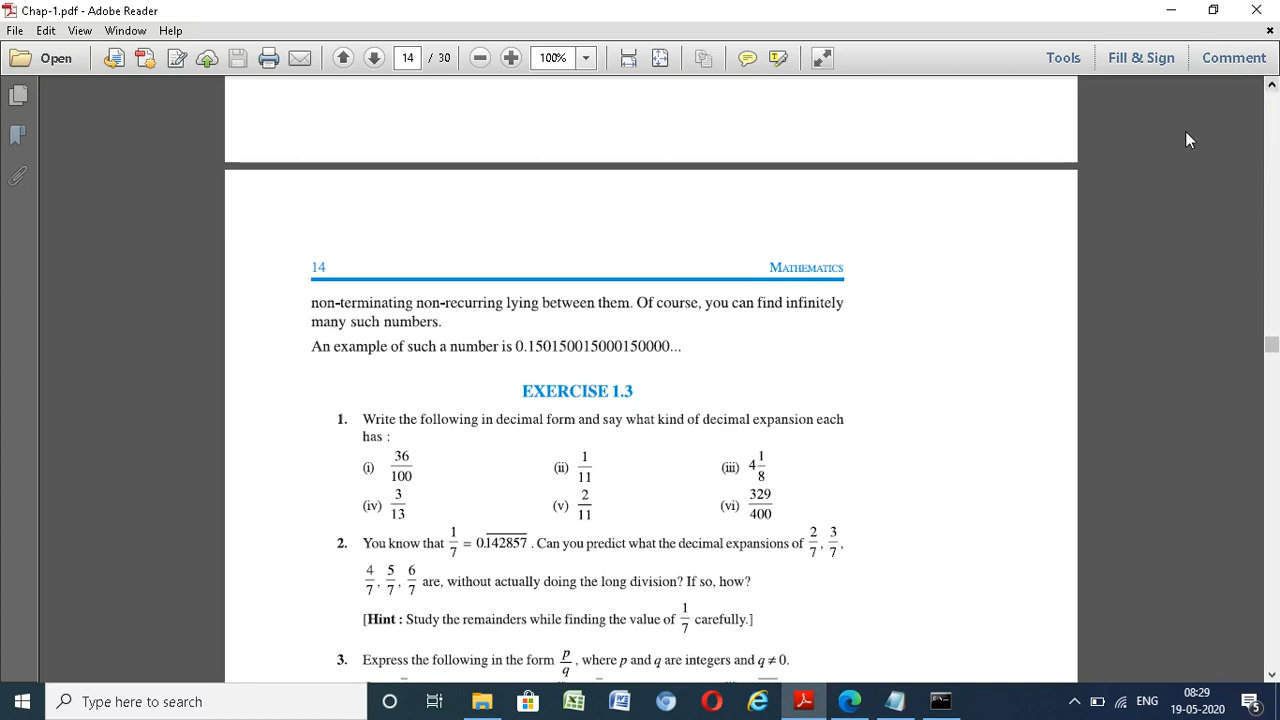 Chap-1.pdf - Adobe Reader
File Edit View Window Help
Open 14 / 30 100% Tools Fill & Sign Comment
14 MATHEMATICS
non-terminating non-recurring lying between them. Of course, you can find infinitely
many such numbers.
An example of such a number is 0.150150015000150000...
EXERCISE 1.3
1. Write the following in decimal form and say what kind of decimal expansion each
has :
(i) 36/100 (ii) 1/11 (iii) 4 1/8
(iv) 3/13 (v) 2/11 (vi) 329/400
2. You know that 1/7 = 0.1̅4̅2̅8̅5̅7̅ . Can you predict what the decimal expansions of 2/7, 3/7,
4/7, 5/7, 6/7 are, without actually doing the long division? If so, how?
[Hint : Study the remainders while finding the value of 1/7 carefully.]
3. Express the following in the form p/q, where p and q are integers and q ≠ 0.
Type here to search
ENG 08:29
19-05-2020
5